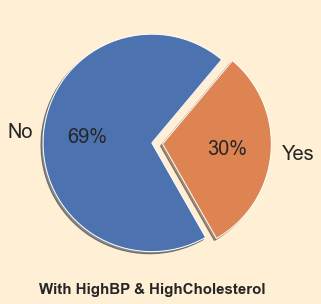 No
69%
30%
Yes
With HighBP & HighCholesterol